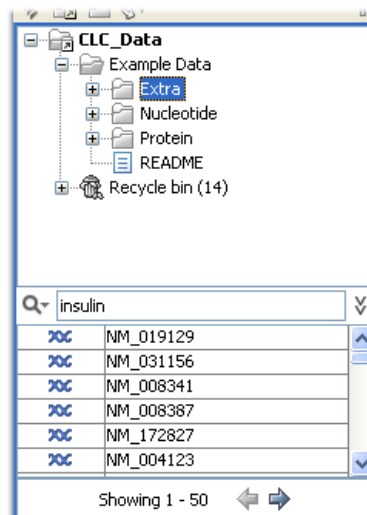 CLC_Data
Example Data
Extra
Nucleotide
Protein
README
Recycle bin (14)
insulin
NM_019129
NM_031156
NM_008341
NM_008387
NM_172827
NM_004123
Showing 1 - 50